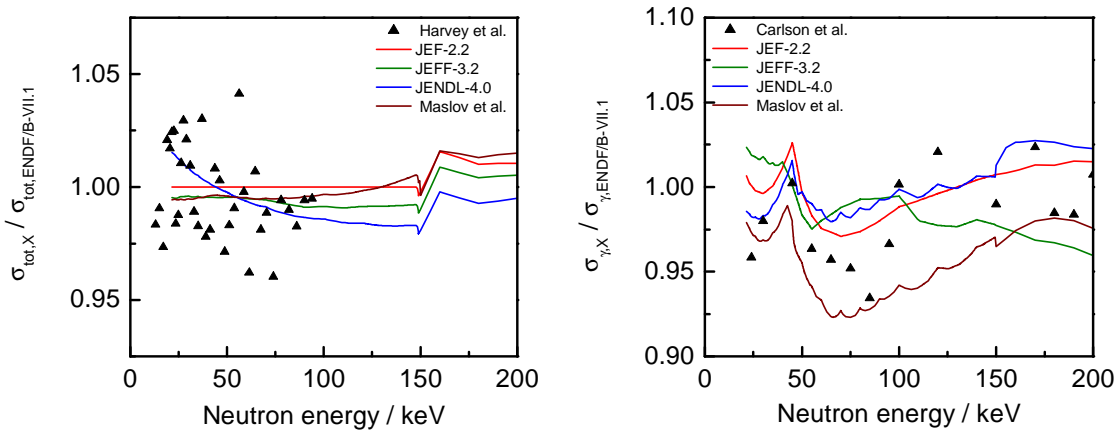 Harvey et al.
JEF-2.2
JEFF-3.2
JENDL-4.0
Maslov et al.
1.05
1.00
0.95
0
50
100
150
200
σtot,X / σtot,ENDF/B-VII.1
Neutron energy / keV
Carlson et al.
JEF-2.2
JEFF-3.2
JENDL-4.0
Maslov et al.
1.10
1.05
1.00
0.95
0.90
0
50
100
150
200
σγ,X / σγ,ENDF/B-VII.1
Neutron energy / keV